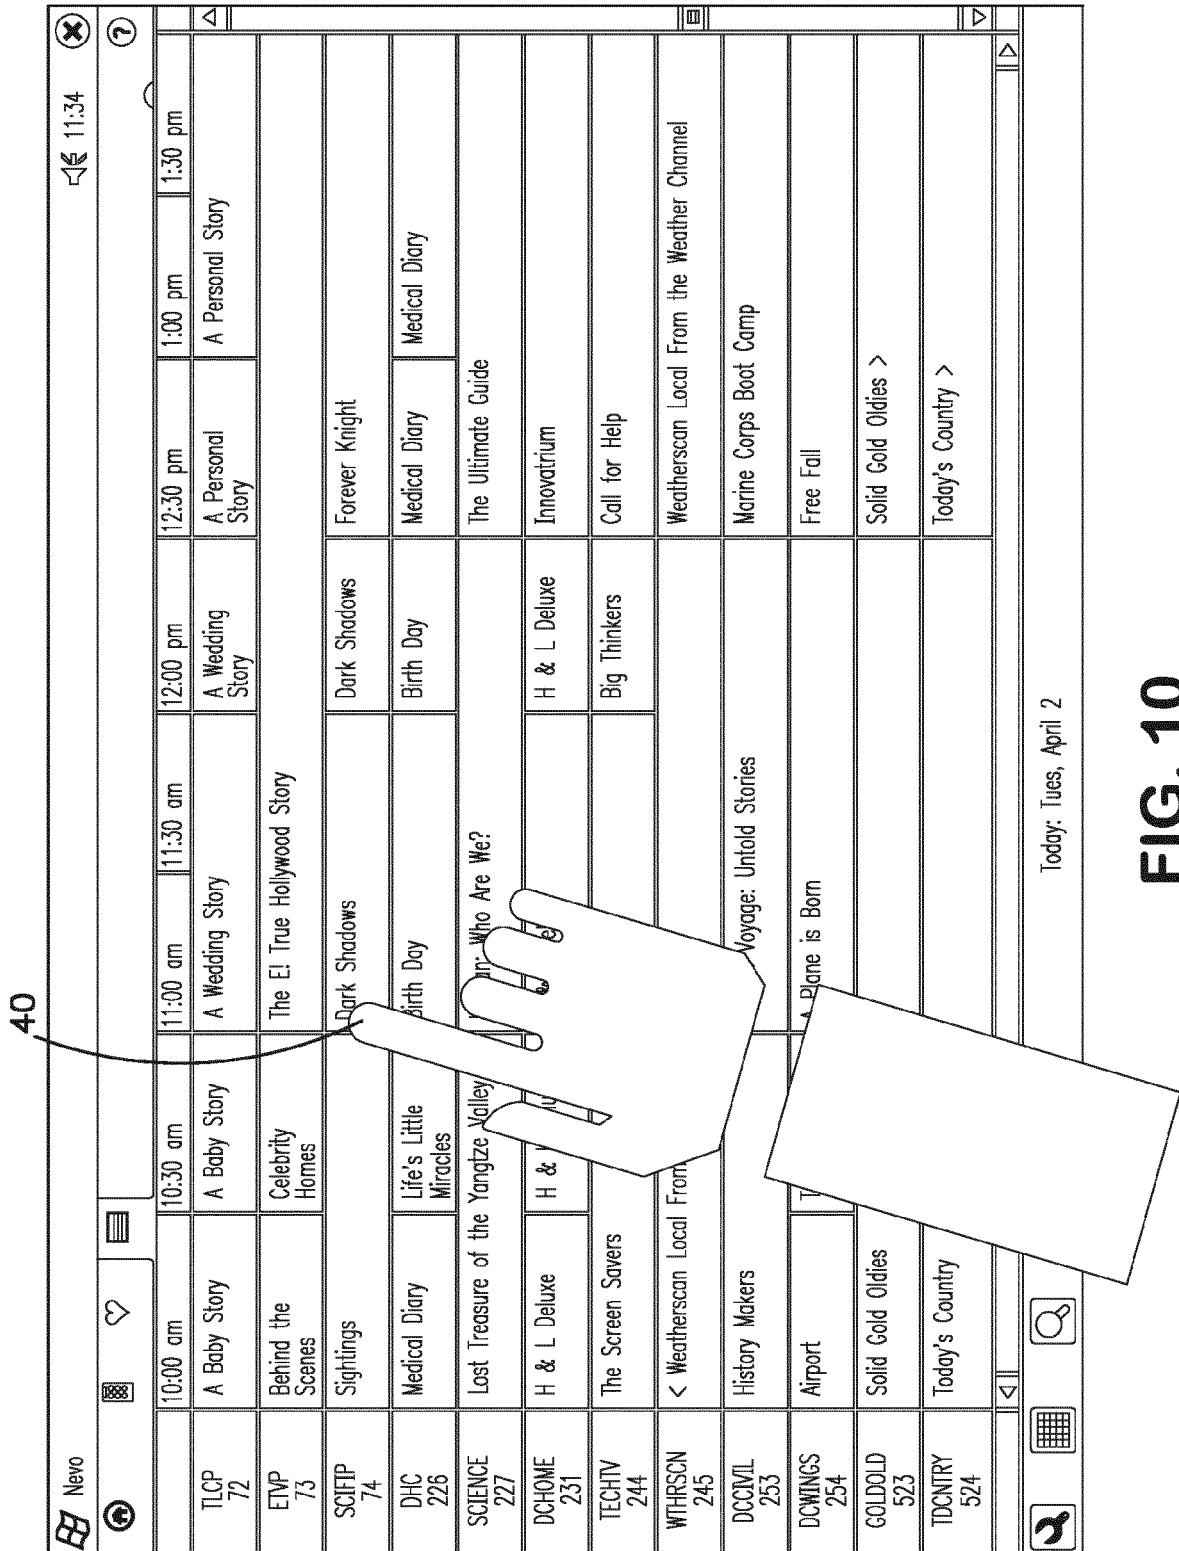 40
Nevo
11:34
?
10:00 am 10:30 am 11:00 am 11:30 am 12:00 pm 12:30 pm 1:00 pm 1:30 pm
TLCP
72
A Baby Story
A Baby Story
A Wedding Story
A Wedding
Story
A Personal
Story
A Personal Story
ETVP
73
Behind the
Scenes
Celebrity
Homes
The E! True Hollywood Story
SCIFTP
74
Sightings
Dark Shadows
Dark Shadows
Forever Knight
DHC
226
Medical Diary
Life's Little
Miracles
Birth Day
Birth Day
Medical Diary
Medical Diary
SCIENCE
227
Lost Treasure of the Yangtze Valley
Who Are We?
The Ultimate Guide
DCHOME
231
H & L Deluxe
H &
H & L Deluxe
Innovatrium
TECHTV
244
The Screen Savers
Big Thinkers
Call for Help
WTHRSCN
245
< Weatherscan Local From
Weatherscan Local From the Weather Channel
DCCIVIL
253
History Makers
Voyage: Untold Stories
Marine Corps Boot Camp
DCWINGS
254
Airport
A Plane is Born
Free Fall
GOLDOLD
523
Solid Gold Oldies
Solid Gold Oldies >
TDCNTRY
524
Today's Country
Today's Country >
Today: Tues, April 2
FIG. 10